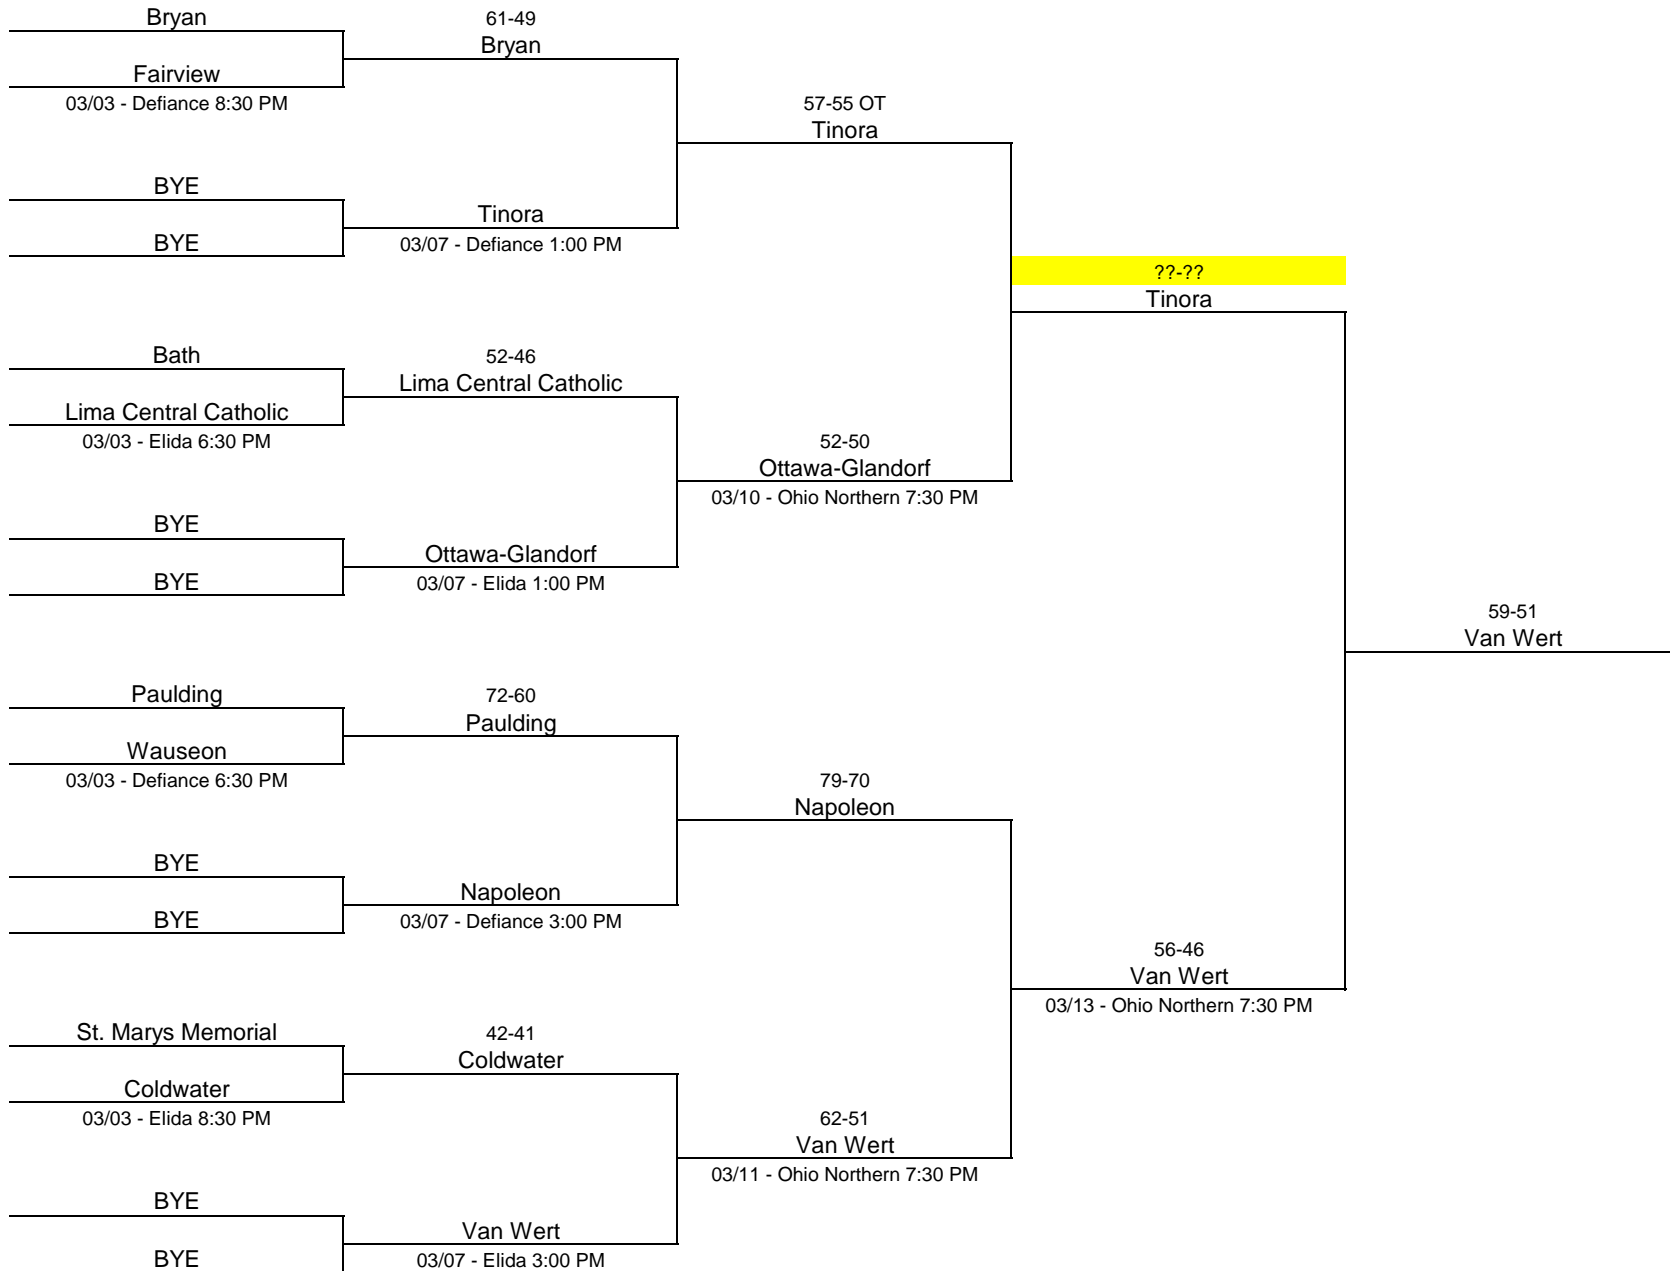 Bryan
Fairview
03/03 - Defiance 8:30 PM
BYE
BYE
Bath
Lima Central Catholic
03/03 - Elida 6:30 PM
BYE
BYE
Paulding
Wauseon
03/03 - Defiance 6:30 PM
BYE
BYE
St. Marys Memorial
Coldwater
03/03 - Elida 8:30 PM
BYE
BYE
61-49
Bryan
Tinora
03/07 - Defiance 1:00 PM
52-46
Lima Central Catholic
Ottawa-Glandorf
03/07 - Elida 1:00 PM
72-60
Paulding
Napoleon
03/07 - Defiance 3:00 PM
42-41
Coldwater
Van Wert
03/07 - Elida 3:00 PM
57-55 OT
Tinora
52-50
Ottawa-Glandorf
03/10 - Ohio Northern 7:30 PM
79-70
Napoleon
62-51
Van Wert
03/11 - Ohio Northern 7:30 PM
??-??
Tinora
56-46
Van Wert
03/13 - Ohio Northern 7:30 PM
59-51
Van Wert